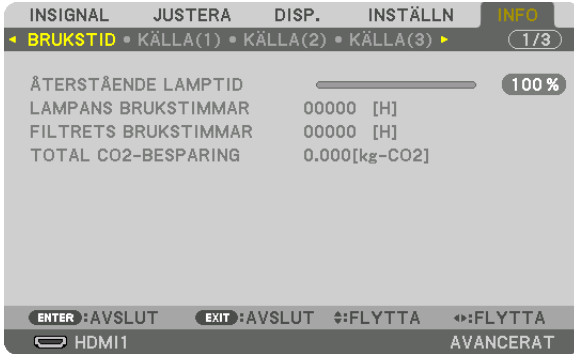 INSIGNAL JUSTERA DISP. INSTÄLLN INFO
BRUKSTID • KÄLLA(1) • KÄLLA(2) • KÄLLA(3) 1/3
ÅTERSTÅENDE LAMPTID 100%
LAMPANS BRUKSTIMMAR 00000 [H]
FILTRETS BRUKSTIMMAR 00000 [H]
TOTAL CO2-BESPARING 0.000[kg-CO2]
ENTER:AVSLUT EXIT:AVSLUT :FLYTTA :FLYTTA
HDMI1 AVANCERAT